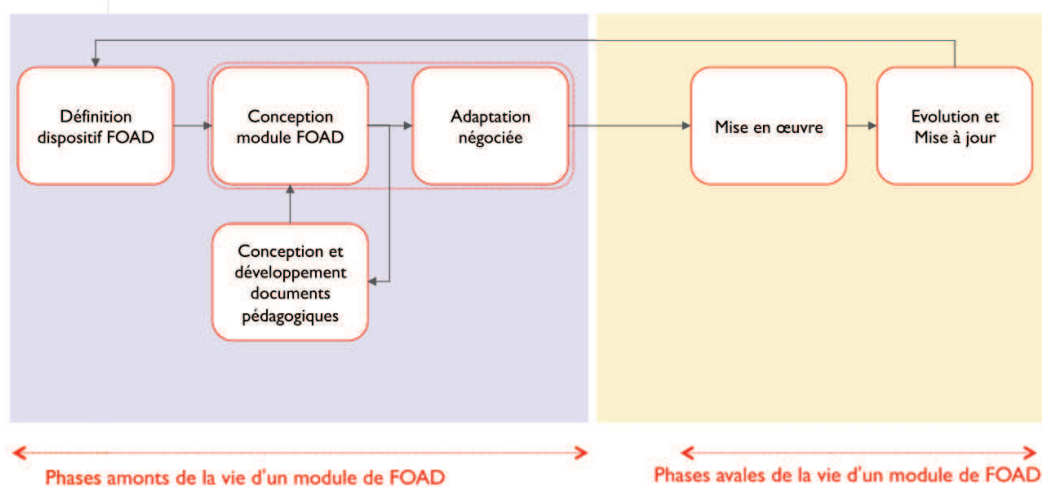 Définition
dispositif FOAD
Conception
module FOAD
Adaptation
négociée
Mise en œuvre
Evolution et
Mise à jour
Conception et
développement
documents
pédagogiques
Phases amonts de la vie d'un module de FOAD
Phases avales de la vie d'un module de FOAD